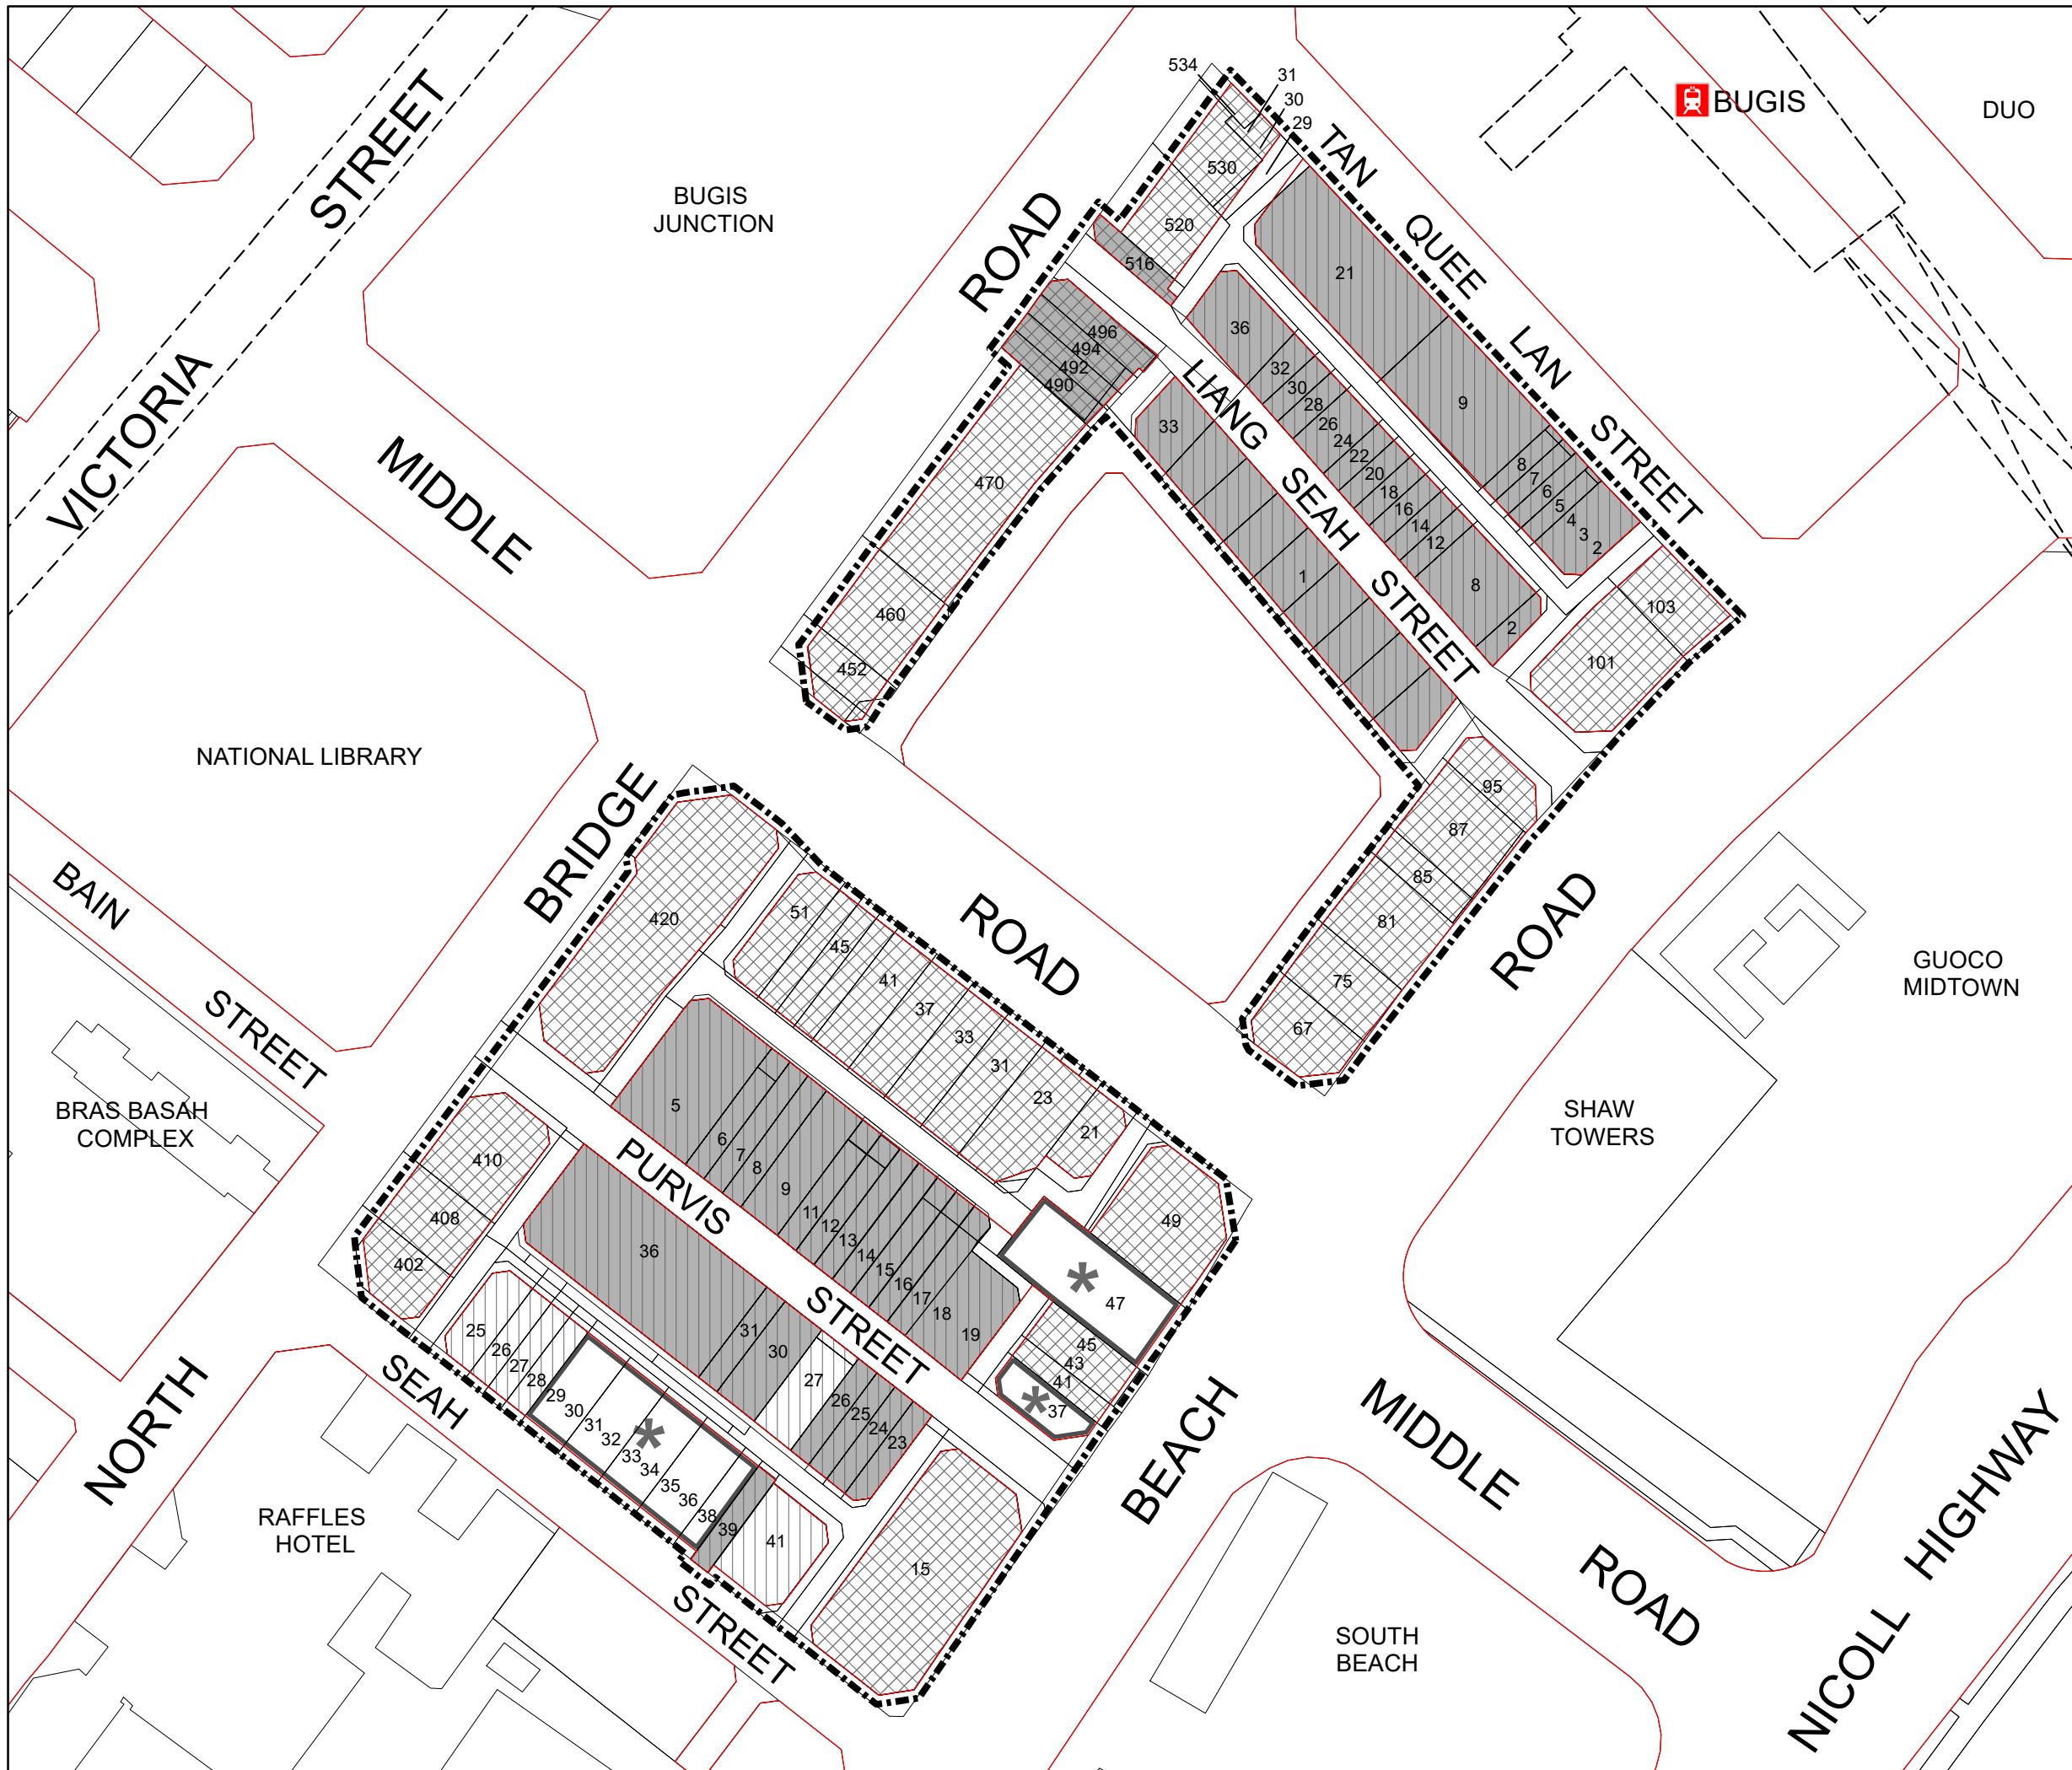 534
31
30
29
BUGIS
DUO
VICTORIA
STREET
BUGIS
JUNCTION
ROAD
TAN
QUEE
LAN
STREET
530
520
516
21
9
8
7
6
5
4
3
2
496
494
492
490
36
32
30
28
26
24
22
20
18
16
14
12
8
2
LIANG
SEAH
STREET
33
1
470
460
452
103
101
95
87
85
81
75
67
MIDDLE
ROAD
NATIONAL LIBRARY
BAIN
STREET
BRIDGE
ROAD
GUOCO
MIDTOWN
420
51
45
41
37
33
31
23
21
BRAS BASAH
COMPLEX
SHAW
TOWERS
410
408
402
5
6
7
8
9
11
12
13
14
15
16
17
18
19
PURVIS
STREET
49
*
47
45
43
41
*
37
36
31
30
27
26
25
24
23
25
26
27
28
29
30
31
32
33
34
35
36
38
39
41
*
15
SEAH
STREET
NORTH
BEACH
MIDDLE
ROAD
RAFFLES
HOTEL
SOUTH
BEACH
NICOLL
HIGHWAY